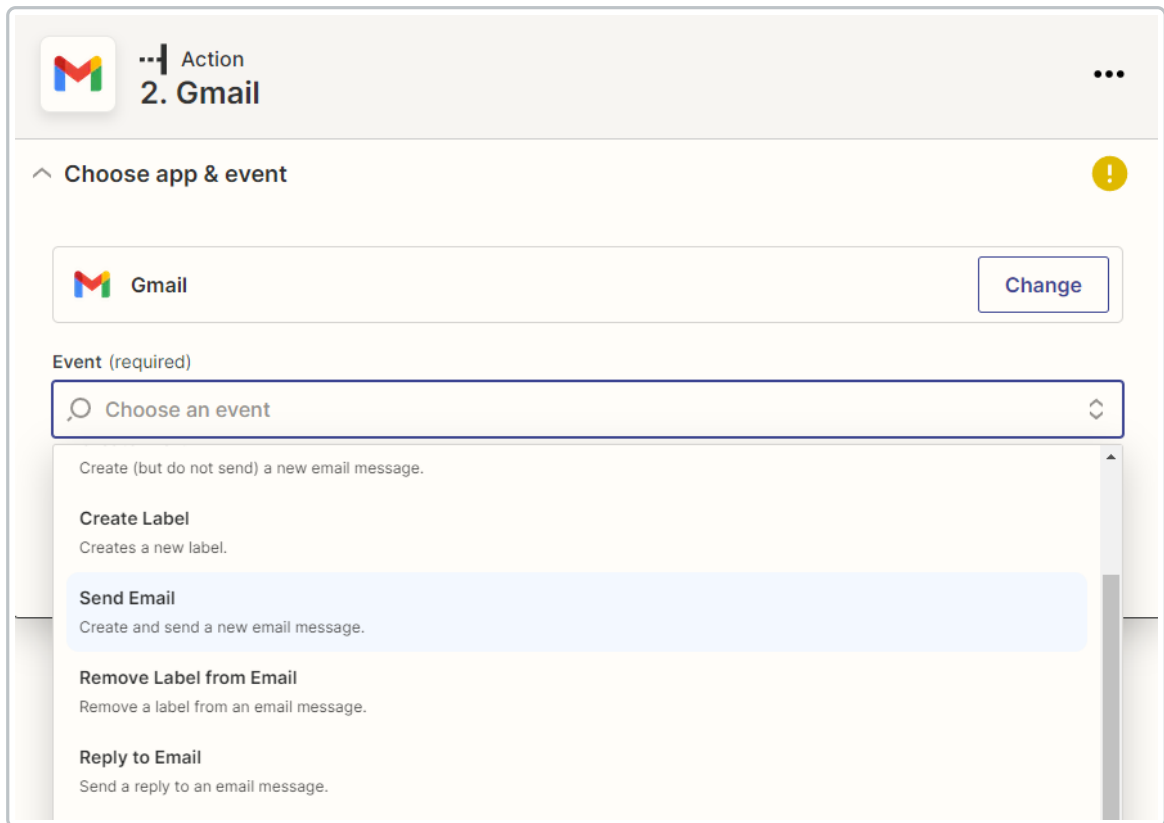 Action
2. Gmail
Choose app & event
Gmail
Change
Event (required)
Choose an event
Create (but do not send) a new email message.
Create Label
Creates a new label.
Send Email
Create and send a new email message.
Remove Label from Email
Remove a label from an email message.
Reply to Email
Send a reply to an email message.